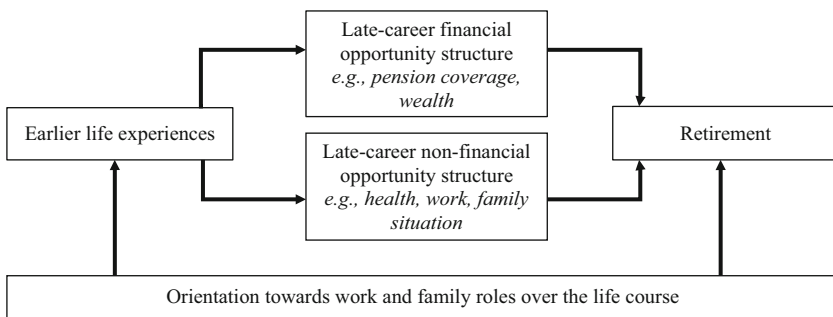 Late-career financial
opportunity structure
e.g., pension coverage,
wealth
Earlier life experiences
Retirement
Late-career non-financial
opportunity structure
e.g., health, work, family
situation
Orientation towards work and family roles over the life course